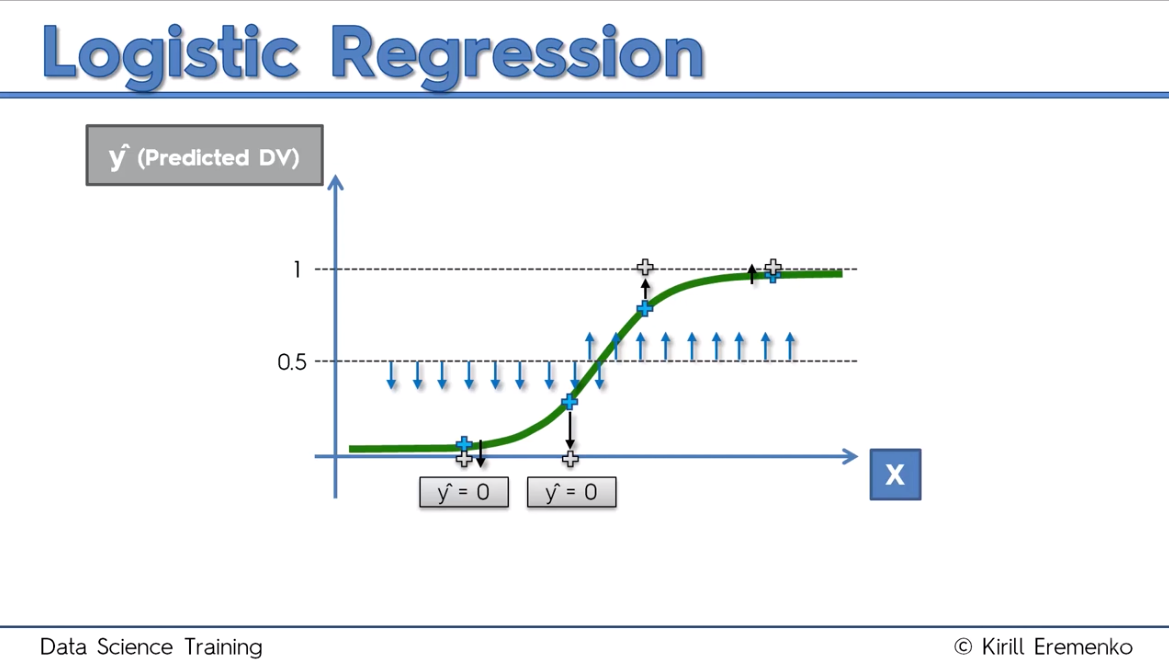 Logistic Regression
ŷ (Predicted DV)
1
0.5
X
ŷ = 0
ŷ = 0
Data Science Training
© Kirill Eremenko